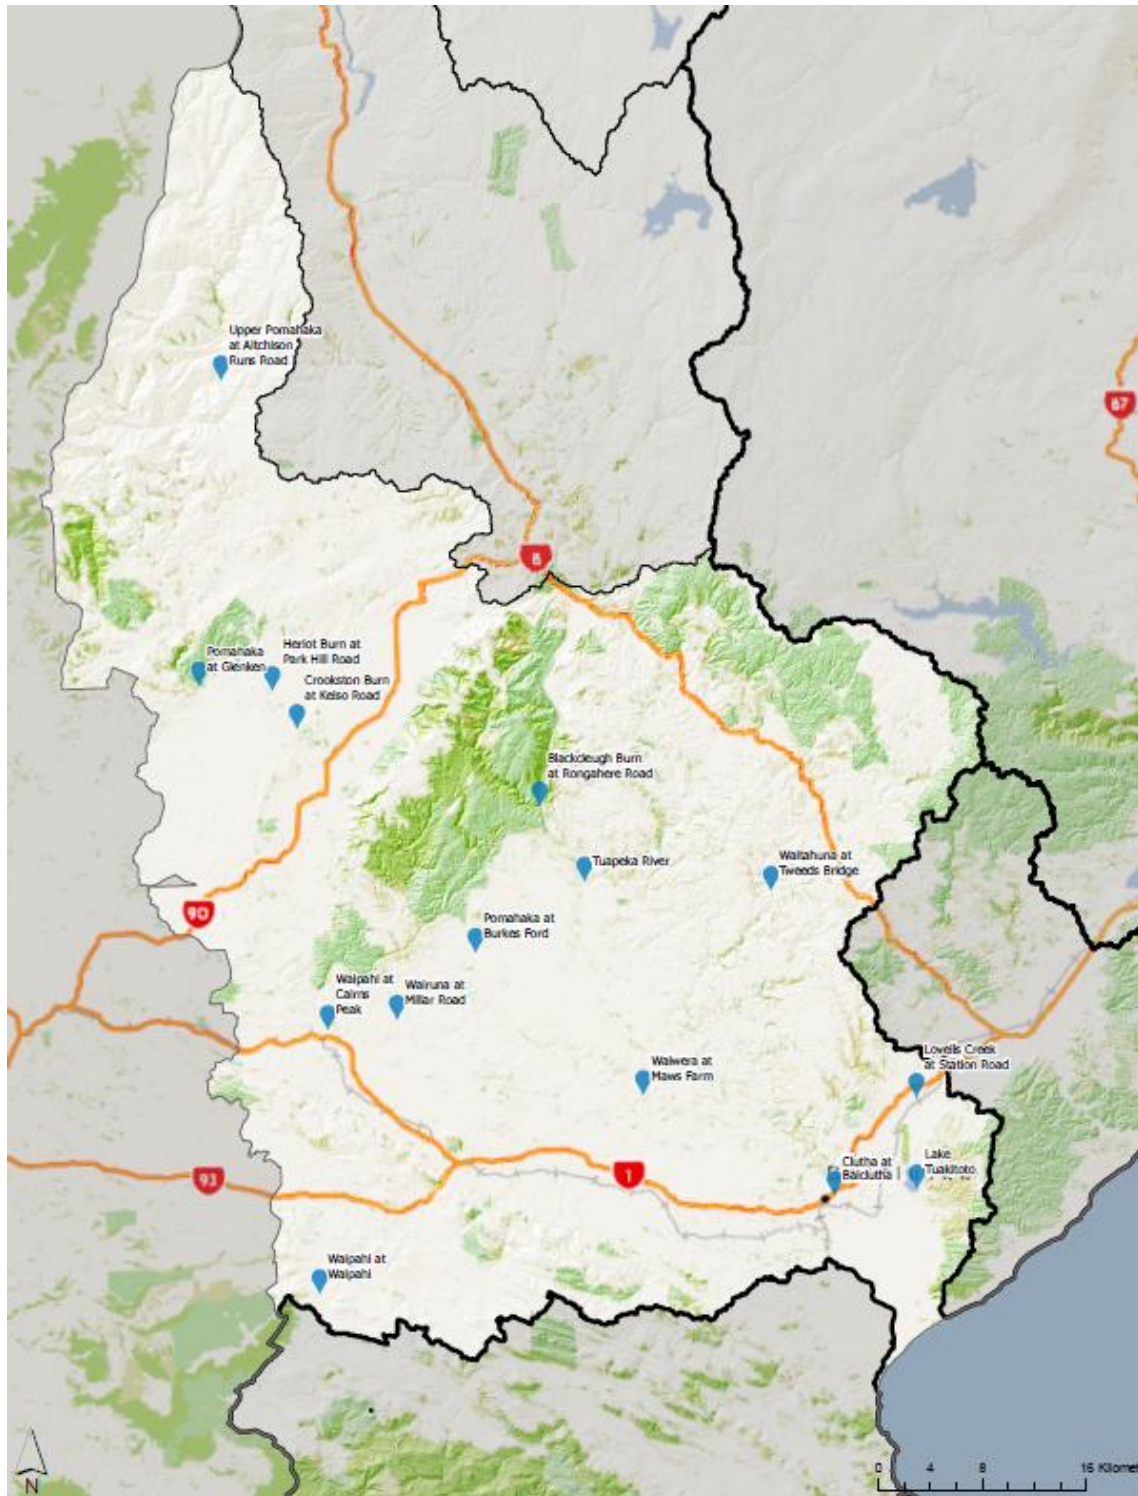 Upper Pomahaka
at Aitchison
Runs Road
87
8
Pomahaka
at Glenken
Heriot Burn at
Park Hill Road
Crookston Burn
at Kelso Road
Blackcleugh Burn
at Rongahere Road
Tuapeka River
Waitahuna at
Tweeds Bridge
90
Pomahaka at
Burkes Ford
Waipahi at
Cairns
Peak
Wairuna at
Millar Road
Lovells Creek
at Station Road
Waiwera at
Maws Farm
Clutha at
Balclutha
Lake
Tuakitoto
1
93
Waipahi at
Waipahi
N
0 4 8 16 Kilomet